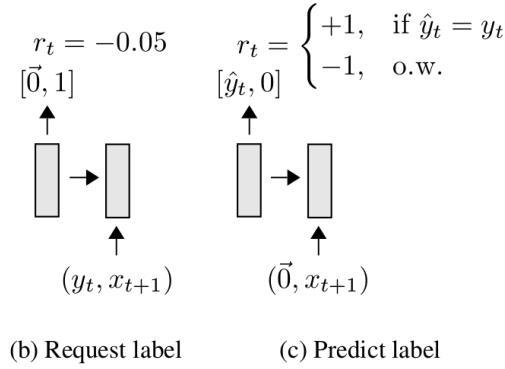 r_t = −0.05
[0⃗, 1]
(y_t, x_{t+1})
(b) Request label
r_t = { +1, if ŷ_t = y_t
−1, o.w.
[ŷ_t, 0]
(0⃗, x_{t+1})
(c) Predict label